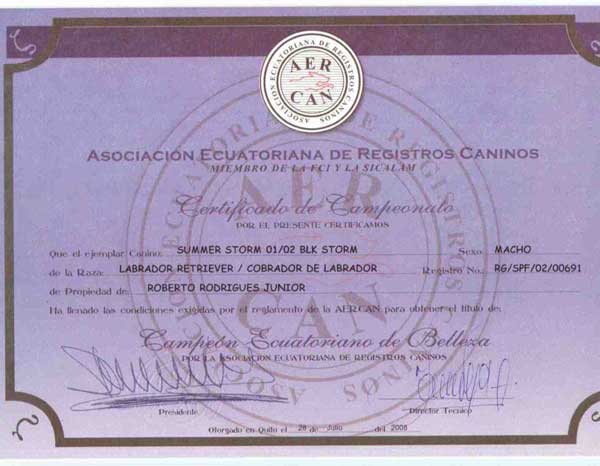 ASOCIACION ECUATORIANA DE REGISTROS CANINOS
AER
CAN
ASOCIACIÓN ECUATORIANA DE REGISTROS CANINOS
MIEMBRO DE LA FCI Y LA SICALAM
Certificado de Campeonato
POR EL PRESENTE CERTIFICAMOS
Que el ejemplar Canino: SUMMER STORM 01/02 BLK STORM Sexo: MACHO
de la Raza: LABRADOR RETRIEVER / COBRADOR DE LABRADOR Registro No.: RG/SPF/02/00691
de Propiedad de: ROBERTO RODRIGUES JUNIOR
Ha llenado las condiciones exigidas por el reglamento de la AERCAN para obtener el título de:
Campeón Ecuatoriano de Belleza
POR LA ASOCIACION ECUATORIANA DE REGISTROS CANINOS
Presidente Director Técnico
Otorgado en Quito el 28 de Julio del 2006